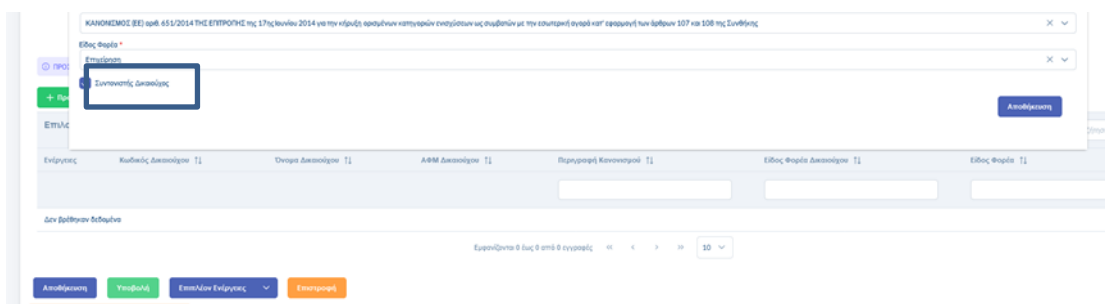 ΚΑΝΟΝΙΣΜΟΣ (ΕΕ) αριθ. 651/2014 ΤΗΣ ΕΠΙΤΡΟΠΗΣ της 17ης Ιουνίου 2014 για την κήρυξη ορισμένων κατηγοριών ενισχύσεων ως συμβατών με την εσωτερική αγορά κατ' εφαρμογή των άρθρων 107 και 108 της Συνθήκης
Είδος Φορέα *
Επιχείρηση
Συντονιστής Δικαιούχος
Αποθήκευση
Ενέργειες Κωδικός Δικαιούχου Όνομα Δικαιούχου ΑΦΜ Δικαιούχου Περιγραφή Κανονισμού Είδος Φορέα Δικαιούχου Είδος Φορέα
Δεν βρέθηκαν δεδομένα
Εμφανίζονται 0 έως 0 από 0 εγγραφές « ‹ › » 10
Αποθήκευση Υποβολή Επιπλέον Ενέργειες Επιστροφή